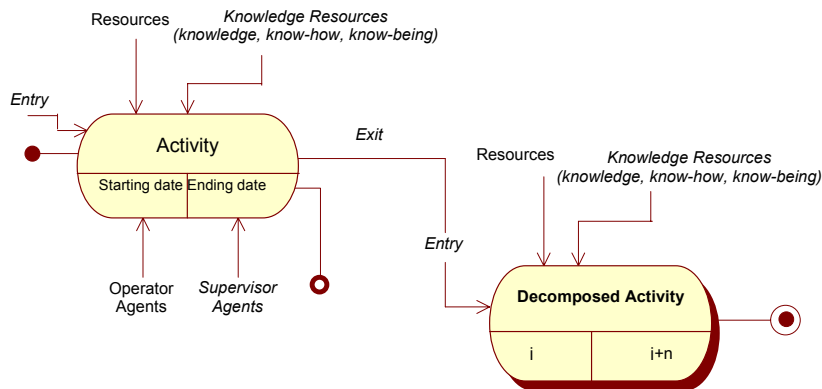 Resources
Knowledge Resources
(knowledge, know-how, know-being)
Entry
Activity
Starting date Ending date
Operator
Agents
Supervisor
Agents
Exit
Resources
Knowledge Resources
(knowledge, know-how, know-being)
Entry
Decomposed Activity
i
i+n